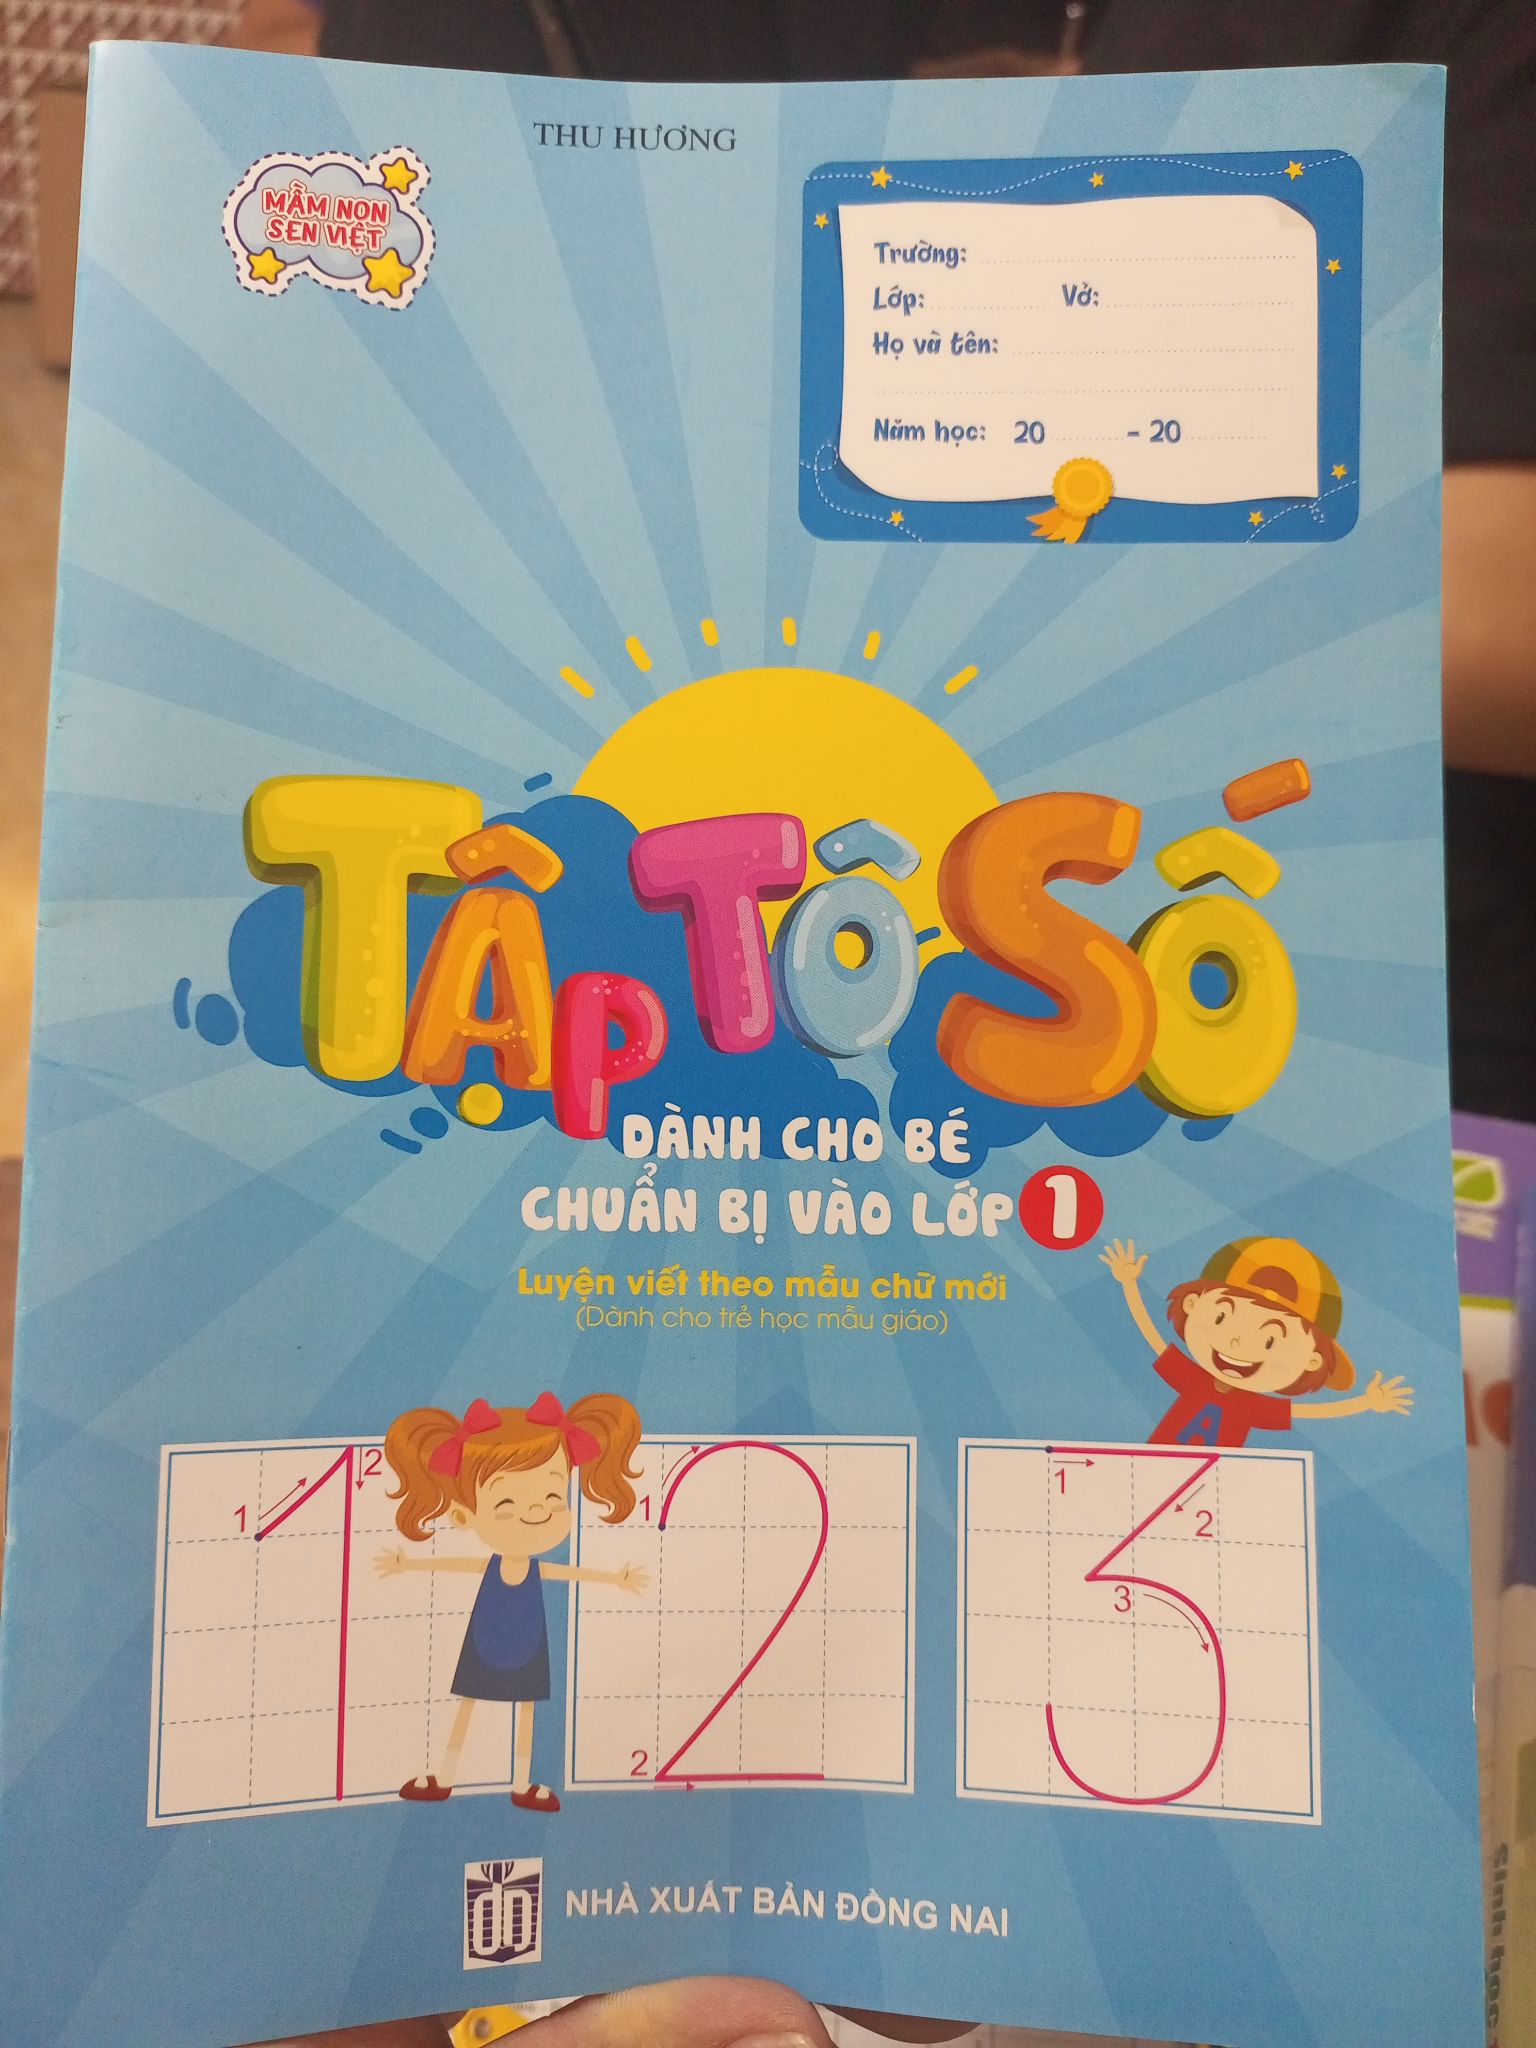 THU HƯƠNG
MẦM NON
SEN VIỆT
Trường:
Lớp: Vở:
Họ và tên:
Năm học: 20 - 20
TẬP TÔ SỐ
DÀNH CHO BÉ
CHUẨN BỊ VÀO LỚP 1
Luyện viết theo mẫu chữ mới
(Dành cho trẻ học mẫu giáo)
A
1 2 3
1 2
1 2
1 2 3
NHÀ XUẤT BẢN ĐỒNG NAI
Sinh học